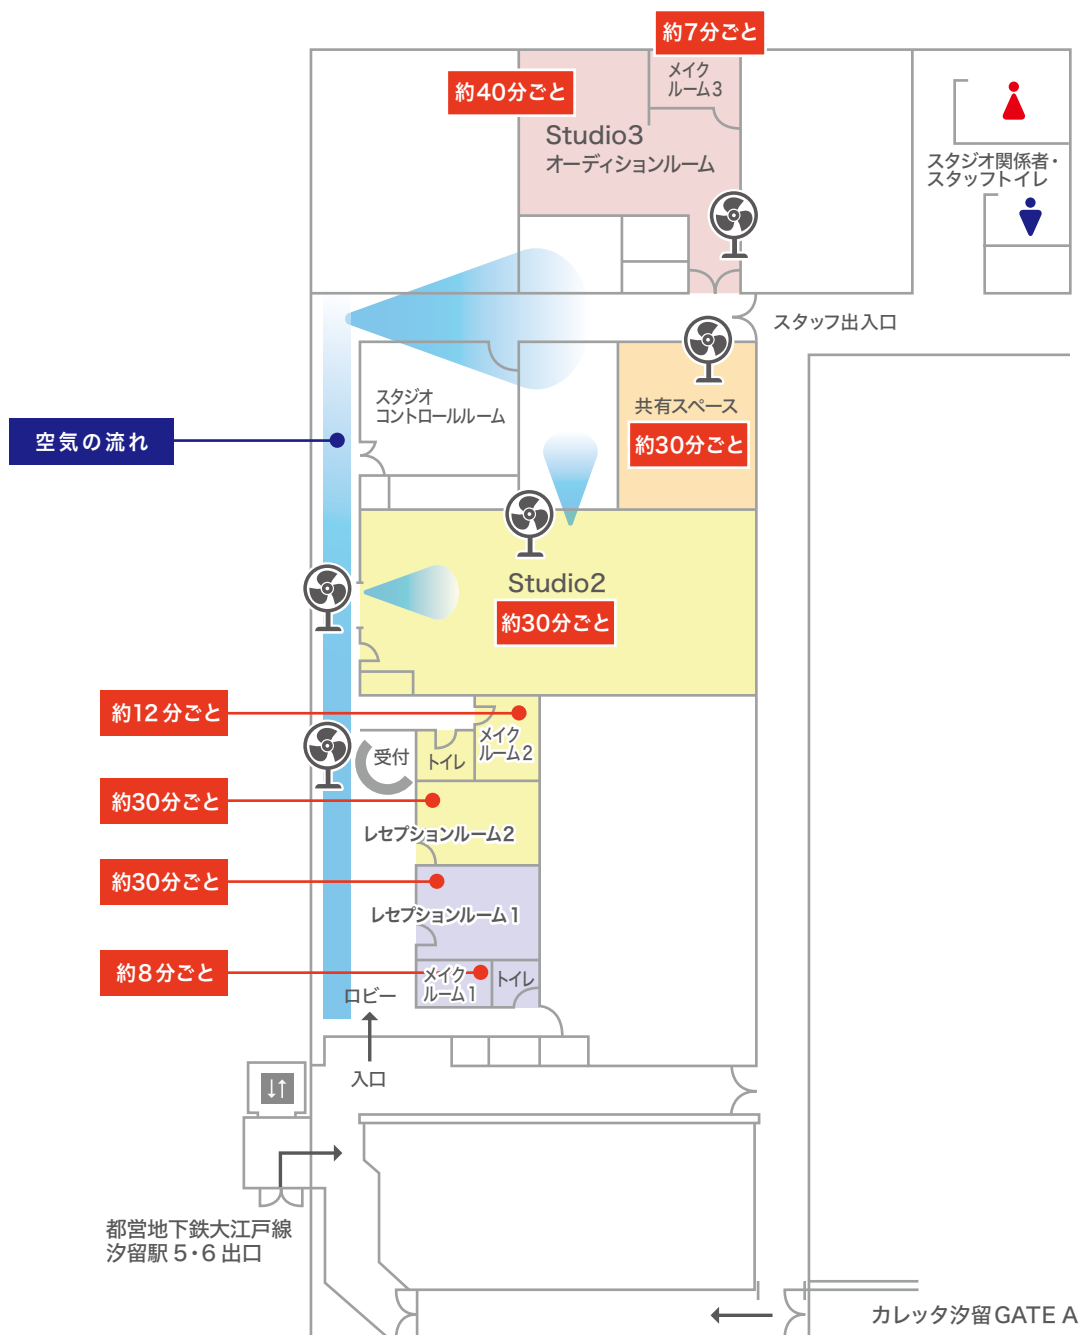 約7分ごと
メイク
ルーム3
約40分ごと
Studio3
オーディションルーム
スタジオ関係者・
スタッフトイレ
スタッフ出入口
スタジオ
コントロールルーム
共有スペース
約30分ごと
空気の流れ
Studio2
約30分ごと
約12分ごと
メイク
ルーム2
受付
トイレ
約30分ごと
レセプションルーム2
約30分ごと
レセプションルーム1
約8分ごと
メイク
ルーム1
トイレ
ロビー
入口
都営地下鉄大江戸線
汐留駅 5・6 出口
カレッタ汐留GATE A